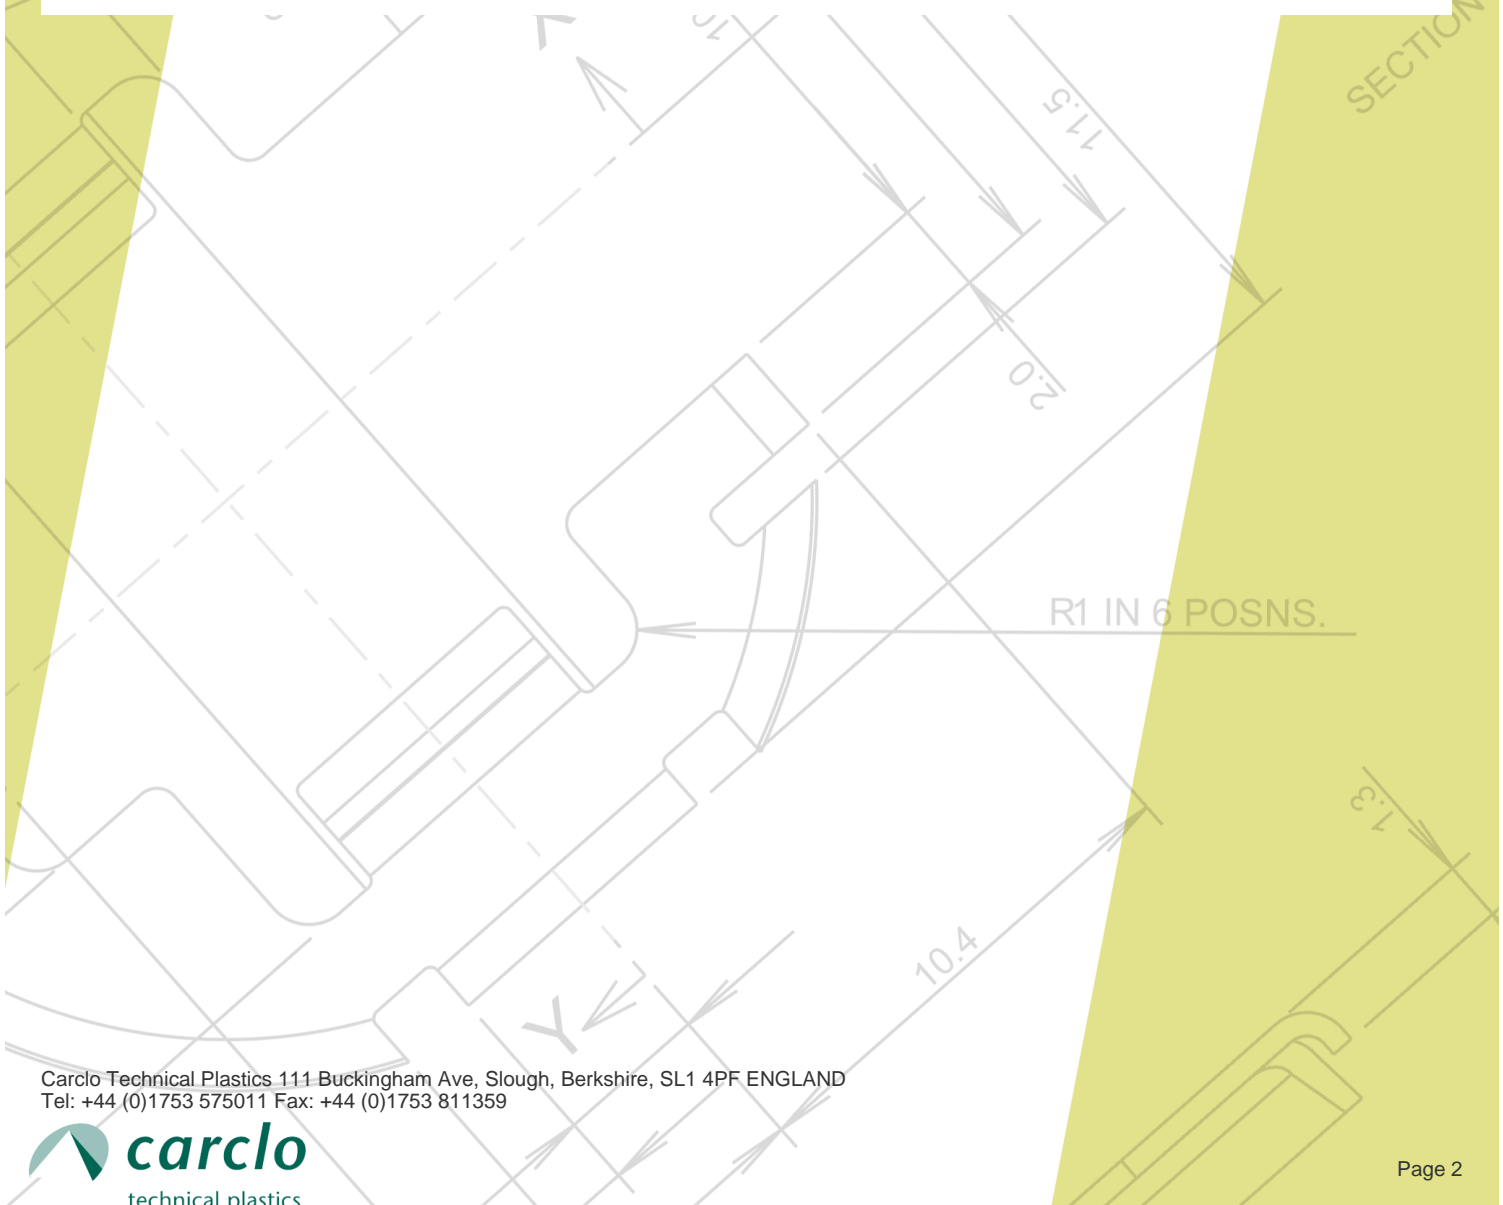 SECTION
11.5
2.0
R1 IN 6 POSNS.
1.3
10.4
Y
Carclo Technical Plastics 111 Buckingham Ave, Slough, Berkshire, SL1 4PF ENGLAND
Tel: +44 (0)1753 575011 Fax: +44 (0)1753 811359
carclo
technical plastics
Page 2